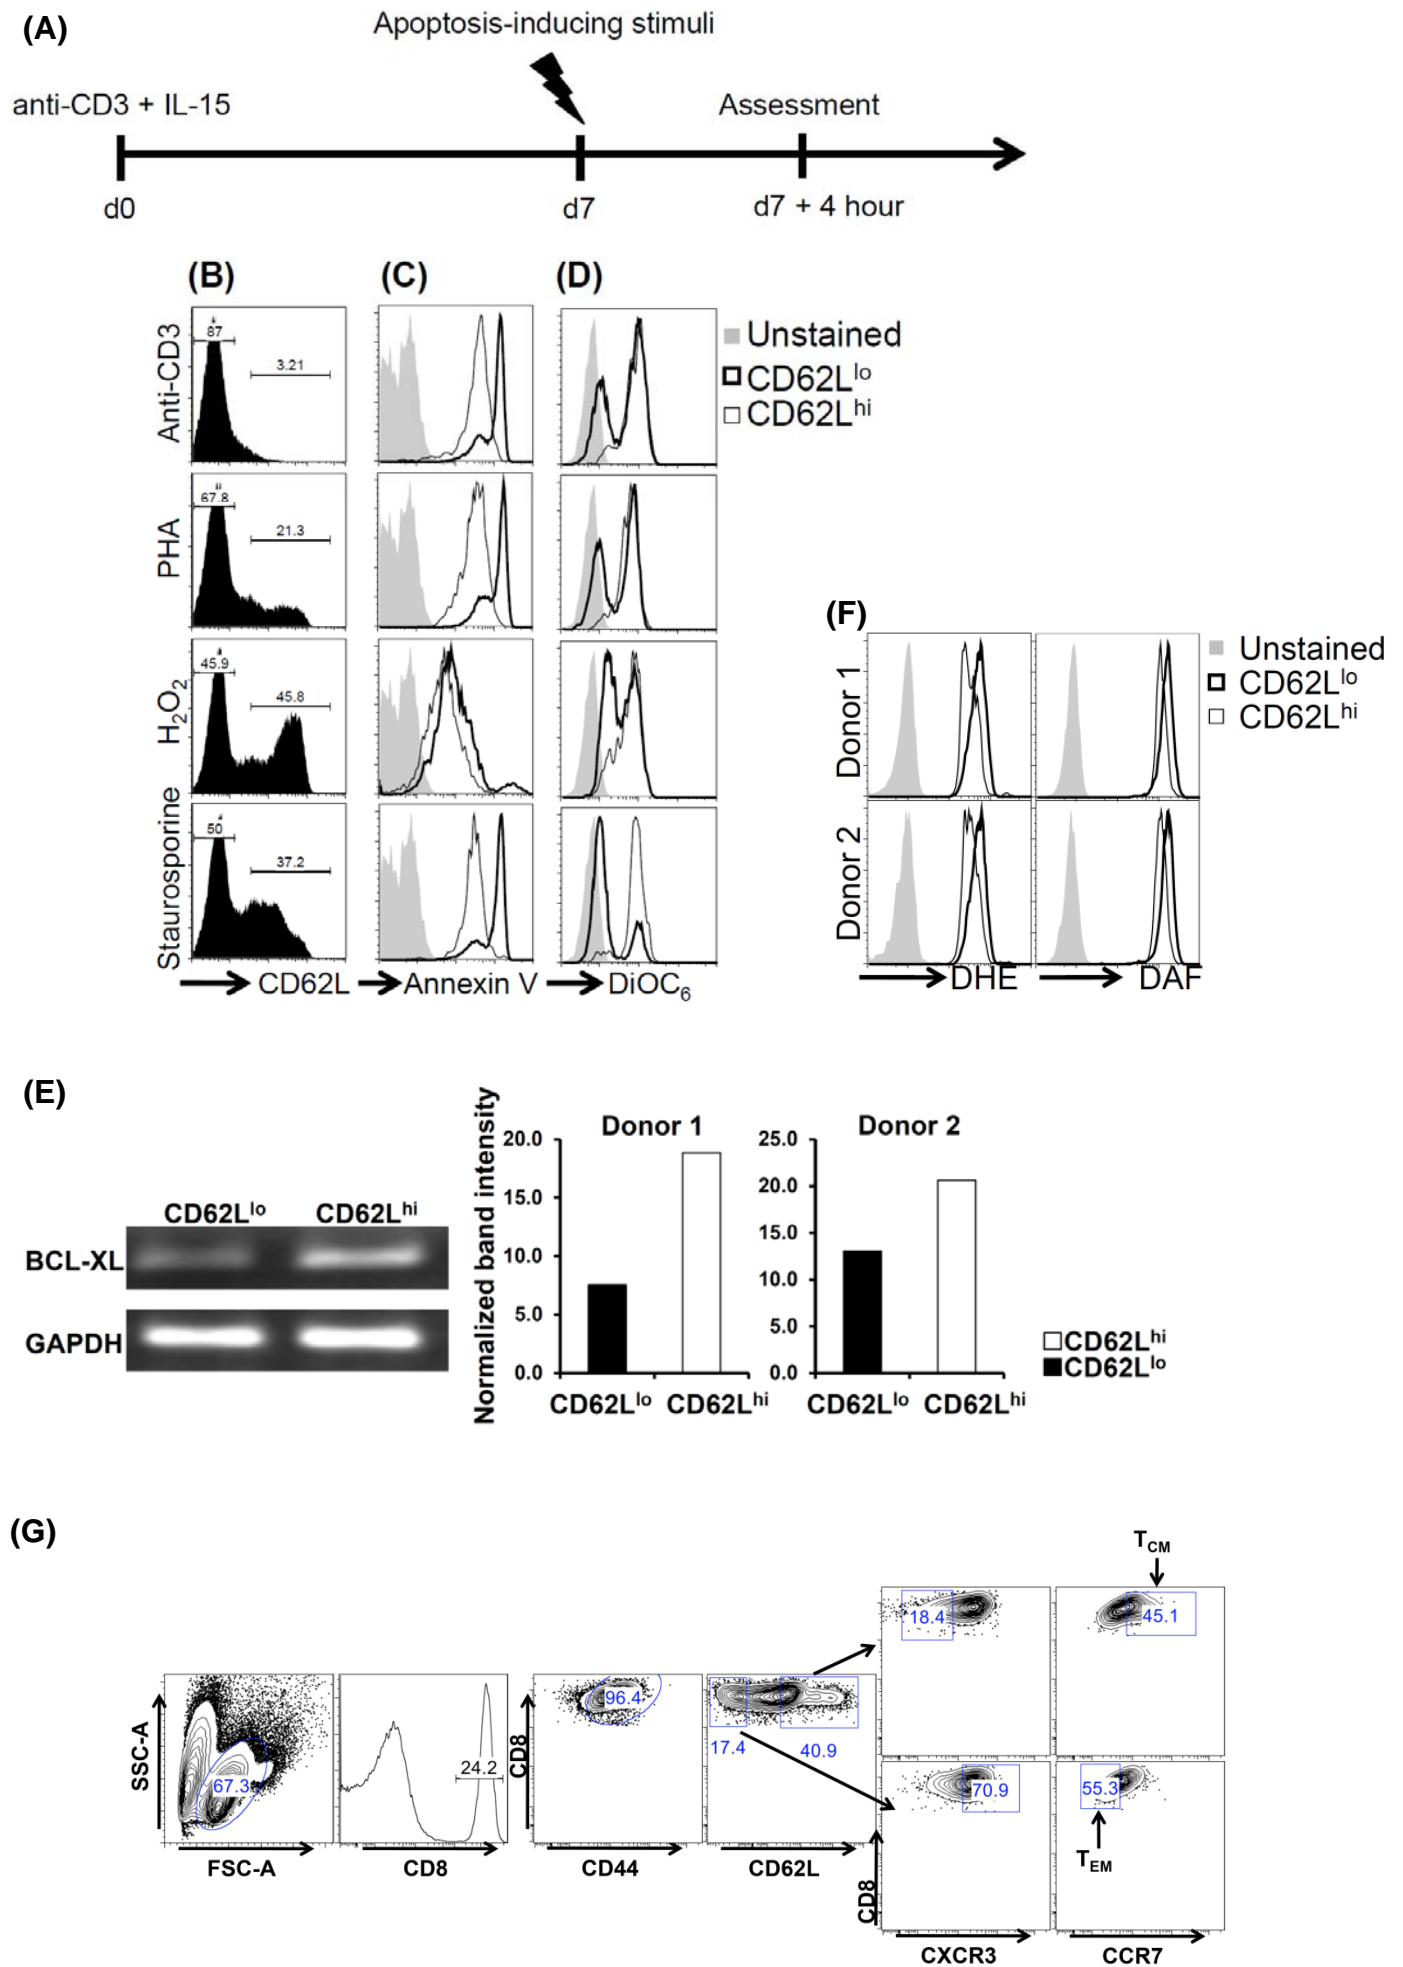 (A)
Apoptosis-inducing stimuli
anti-CD3 + IL-15
Assessment
d0
d7
d7 + 4 hour
(B)
(C)
(D)
Anti-CD3
87
3.21
Unstained
CD62Llo
CD62Lhi
PHA
67.8
21.3
H2O2
45.9
45.8
Staurosporine
50
37.2
CD62L
Annexin V
DiOC6
(F)
Donor 1
Donor 2
Unstained
CD62Llo
CD62Lhi
DHE
DAF
(E)
CD62Llo
CD62Lhi
BCL-XL
GAPDH
Normalized band intensity
Donor 1
20.0
15.0
10.0
5.0
0.0
CD62Llo
CD62Lhi
Donor 2
25.0
20.0
15.0
10.0
5.0
0.0
CD62Llo
CD62Lhi
CD62Lhi
CD62Llo
(G)
SSC-A
67.3
FSC-A
24.2
CD8
CD8
96.4
CD44
17.4
40.9
CD62L
TCM
18.4
45.1
70.9
55.3
TEM
CD8
CXCR3
CCR7